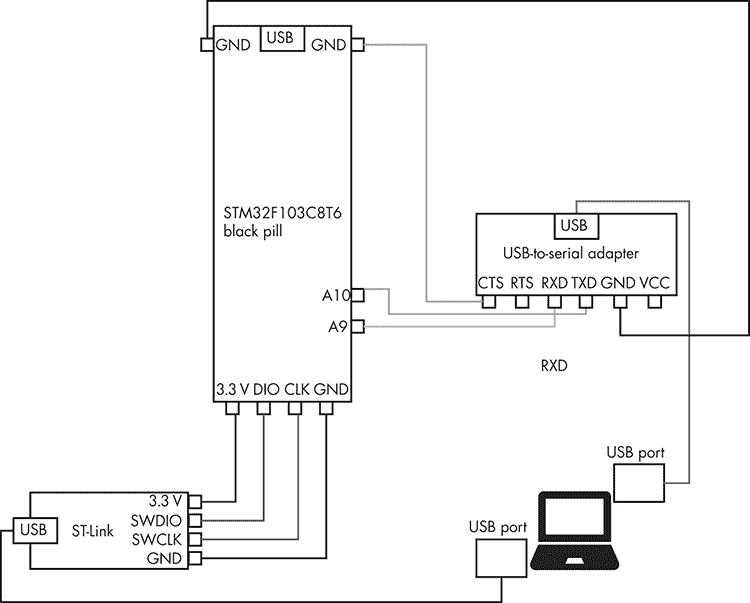 GND
USB
GND
STM32F103C8T6
black pill
USB
USB-to-serial adapter
CTS RTS RXD TXD GND VCC
A10
A9
RXD
3.3 V DIO CLK GND
USB port
3.3 V
SWDIO
SWCLK
GND
USB
ST-Link
USB port